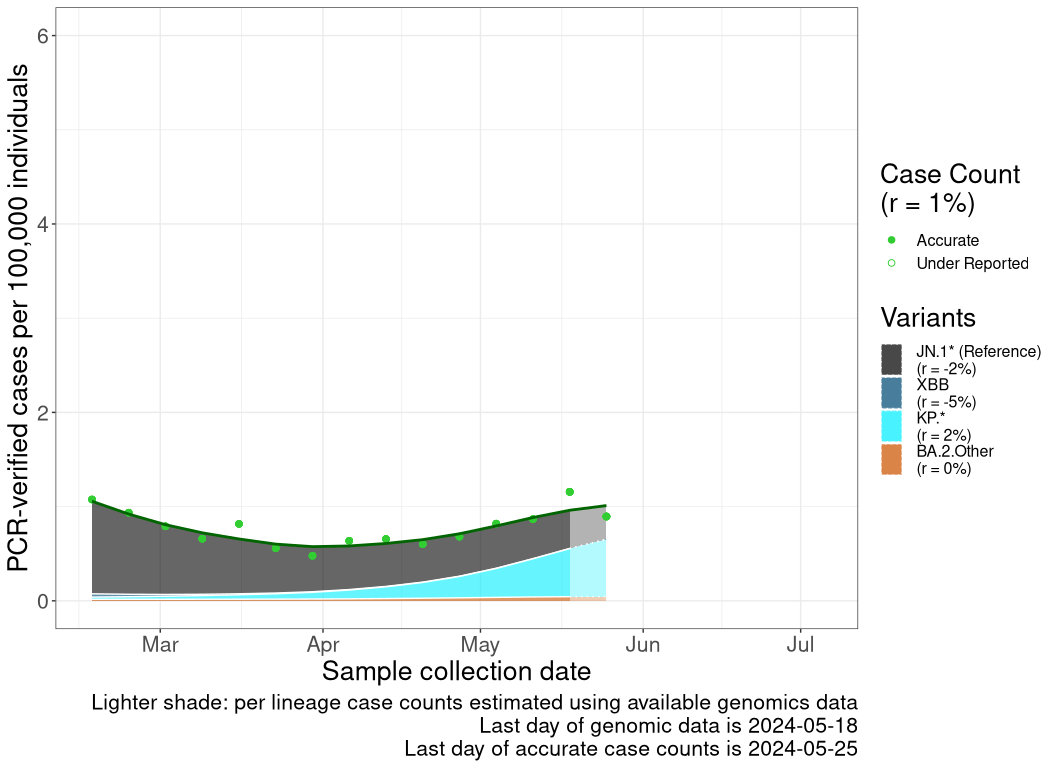 6
4
2
0
PCR-verified cases per 100,000 individuals
Mar Apr May Jun Jul
Sample collection date
Lighter shade: per lineage case counts estimated using available genomics data
Last day of genomic data is 2024-05-18
Last day of accurate case counts is 2024-05-25
Case Count
(r = 1%)
Accurate
Under Reported
Variants
JN.1* (Reference)
(r = -2%)
XBB
(r = -5%)
KP.*
(r = 2%)
BA.2.Other
(r = 0%)